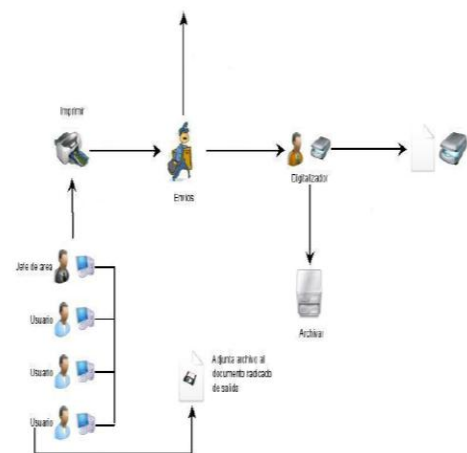 Imprimir
Envios
Digitalizador
Jefe de area
Archivar
Usuario
Usuario
Adjunta archivo al
documento radicado
de salida
Usuario